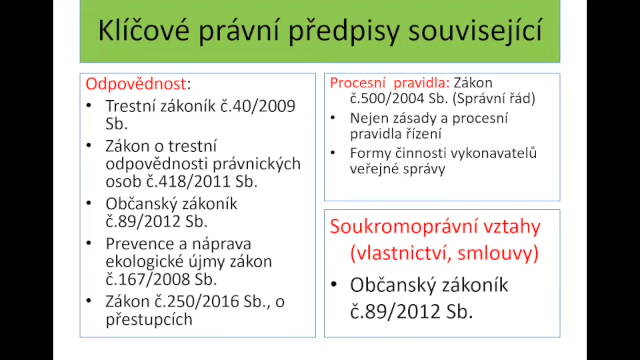 Klíčové právní předpisy související
Odpovědnost:
• Trestní zákoník č.40/2009
Sb.
• Zákon o trestní
odpovědnosti právnických
osob č.418/2011 Sb.
• Občanský zákoník
č.89/2012 Sb.
• Prevence a náprava
ekologické újmy zákon
č.167/2008 Sb.
• Zákon č.250/2016 Sb., o
přestupcích
Procesní pravidla: Zákon
č.500/2004 Sb. (Správní řád)
• Nejen zásady a procesní
pravidla řízení
• Formy činnosti vykonavatelů
veřejné správy
Soukromoprávní vztahy
(vlastnictví, smlouvy)
• Občanský zákoník
č.89/2012 Sb.